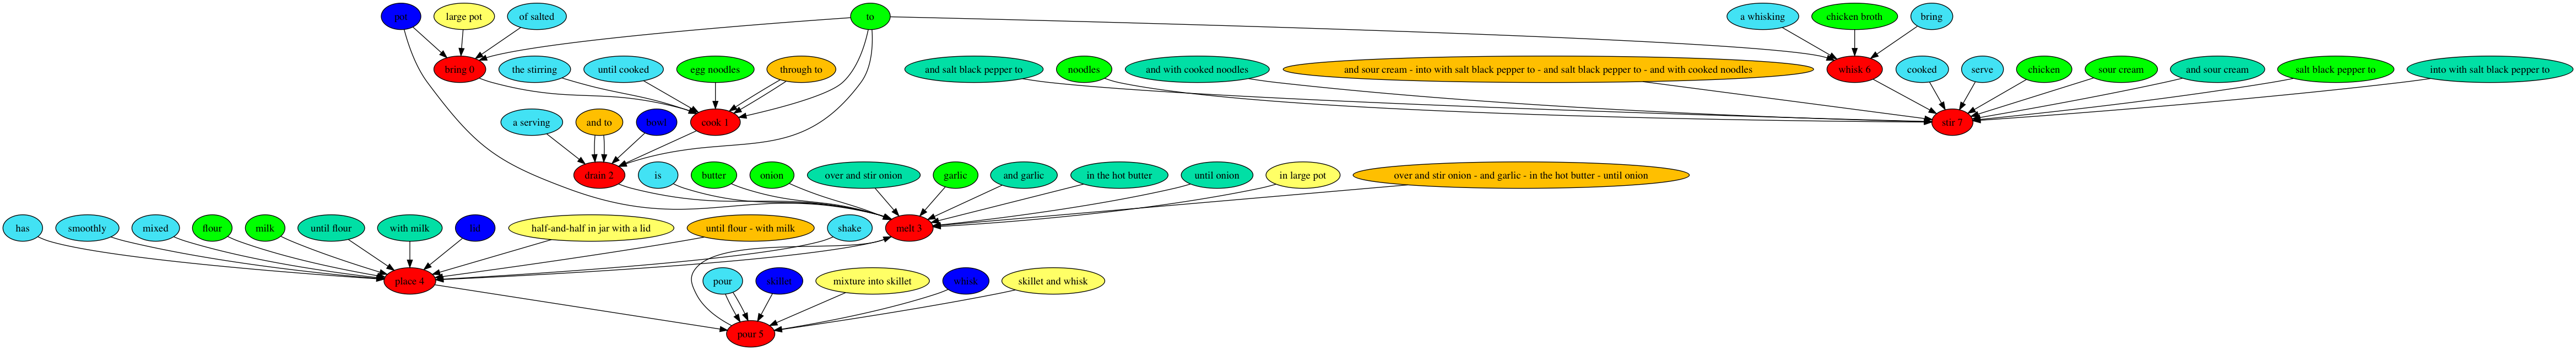 pot
large pot
of salted
to
a whisking
chicken broth
bring
bring 0
the stirring
until cooked
egg noodles
through to
and salt black pepper to
noodles
and with cooked noodles
and sour cream - into with salt black pepper to - and salt black pepper to - and with cooked noodles
whisk 6
cooked
serve
chicken
sour cream
and sour cream
salt black pepper to
into with salt black pepper to
a serving
and to
bowl
cook 1
stir 7
drain 2
is
butter
onion
over and stir onion
garlic
and garlic
in the hot butter
until onion
in large pot
over and stir onion - and garlic - in the hot butter - until onion
has
smoothly
mixed
flour
milk
until flour
with milk
lid
half-and-half in jar with a lid
until flour - with milk
shake
melt 3
place 4
pour
skillet
mixture into skillet
whisk
skillet and whisk
pour 5